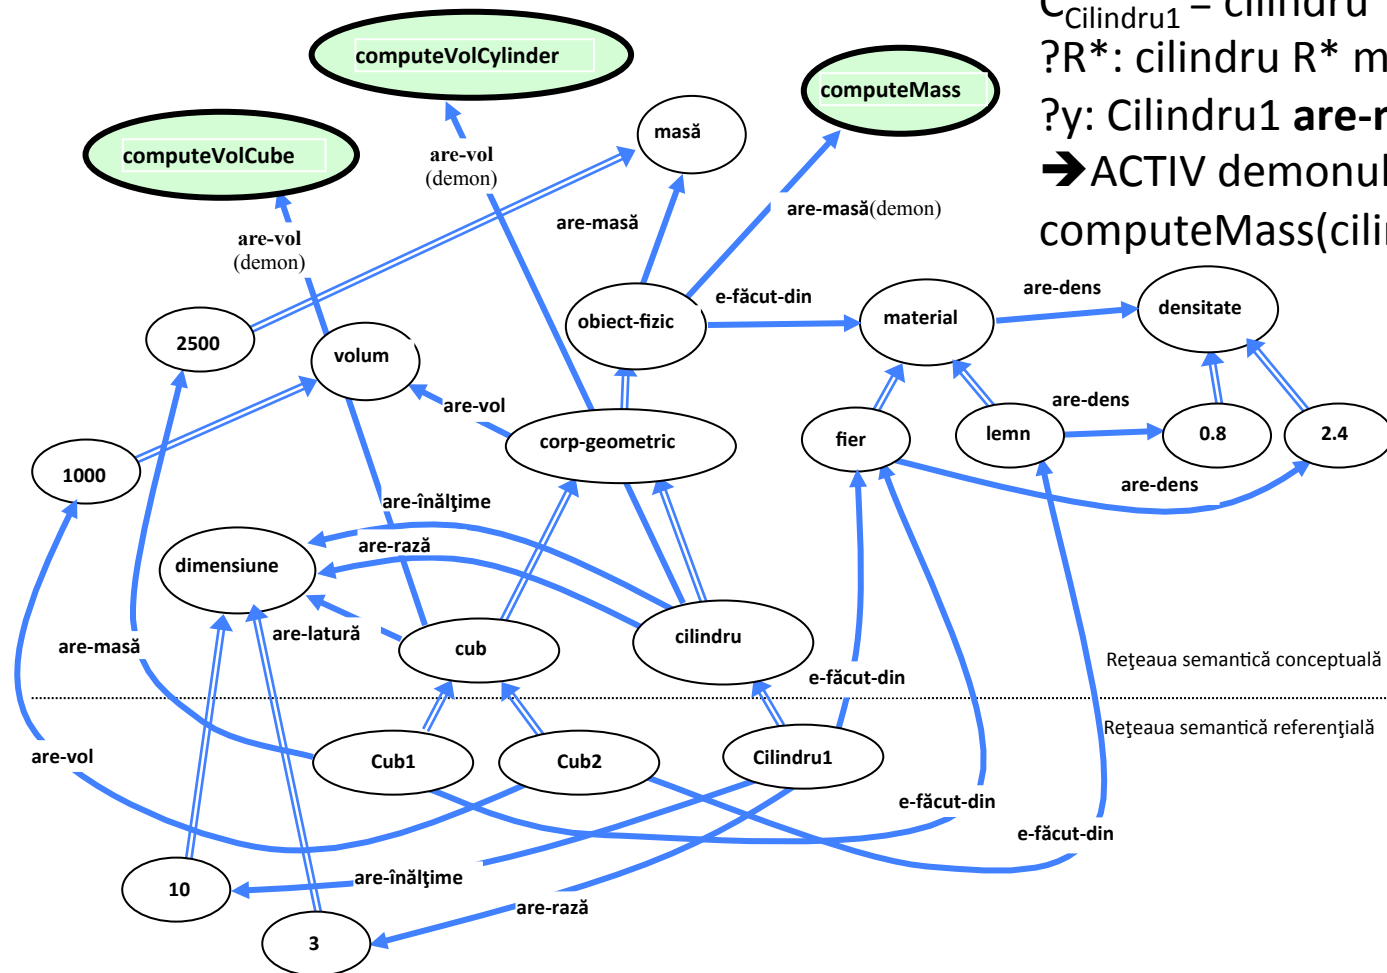 C_Cilindru1 = cilindru
?R*: cilindru R* m
?y: Cilindru1 are-
➔ACTIV demonul
computeMass(cilin
computeVolCylinder
computeMass
computeVolCube
masă
are-vol
(demon)
are-masă(demon)
are-masă
are-vol
(demon)
e-făcut-din
are-dens
2500
volum
obiect-fizic
material
densitate
are-vol
are-dens
corp-geometric
fier
lemn
0.8
2.4
1000
are-dens
are-înălţime
are-rază
dimensiune
are-latură
cub
cilindru
are-masă
e-făcut-din
Reţeaua semantică conceptuală
Reţeaua semantică referenţială
are-vol
Cub1
Cub2
Cilindru1
e-făcut-din
e-făcut-din
10
are-înălţime
are-rază
3